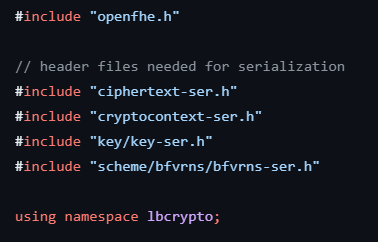 #include "openfhe.h"
// header files needed for serialization
#include "ciphertext-ser.h"
#include "cryptocontext-ser.h"
#include "key/key-ser.h"
#include "scheme/bfvrns/bfvrns-ser.h"
using namespace lbcrypto;